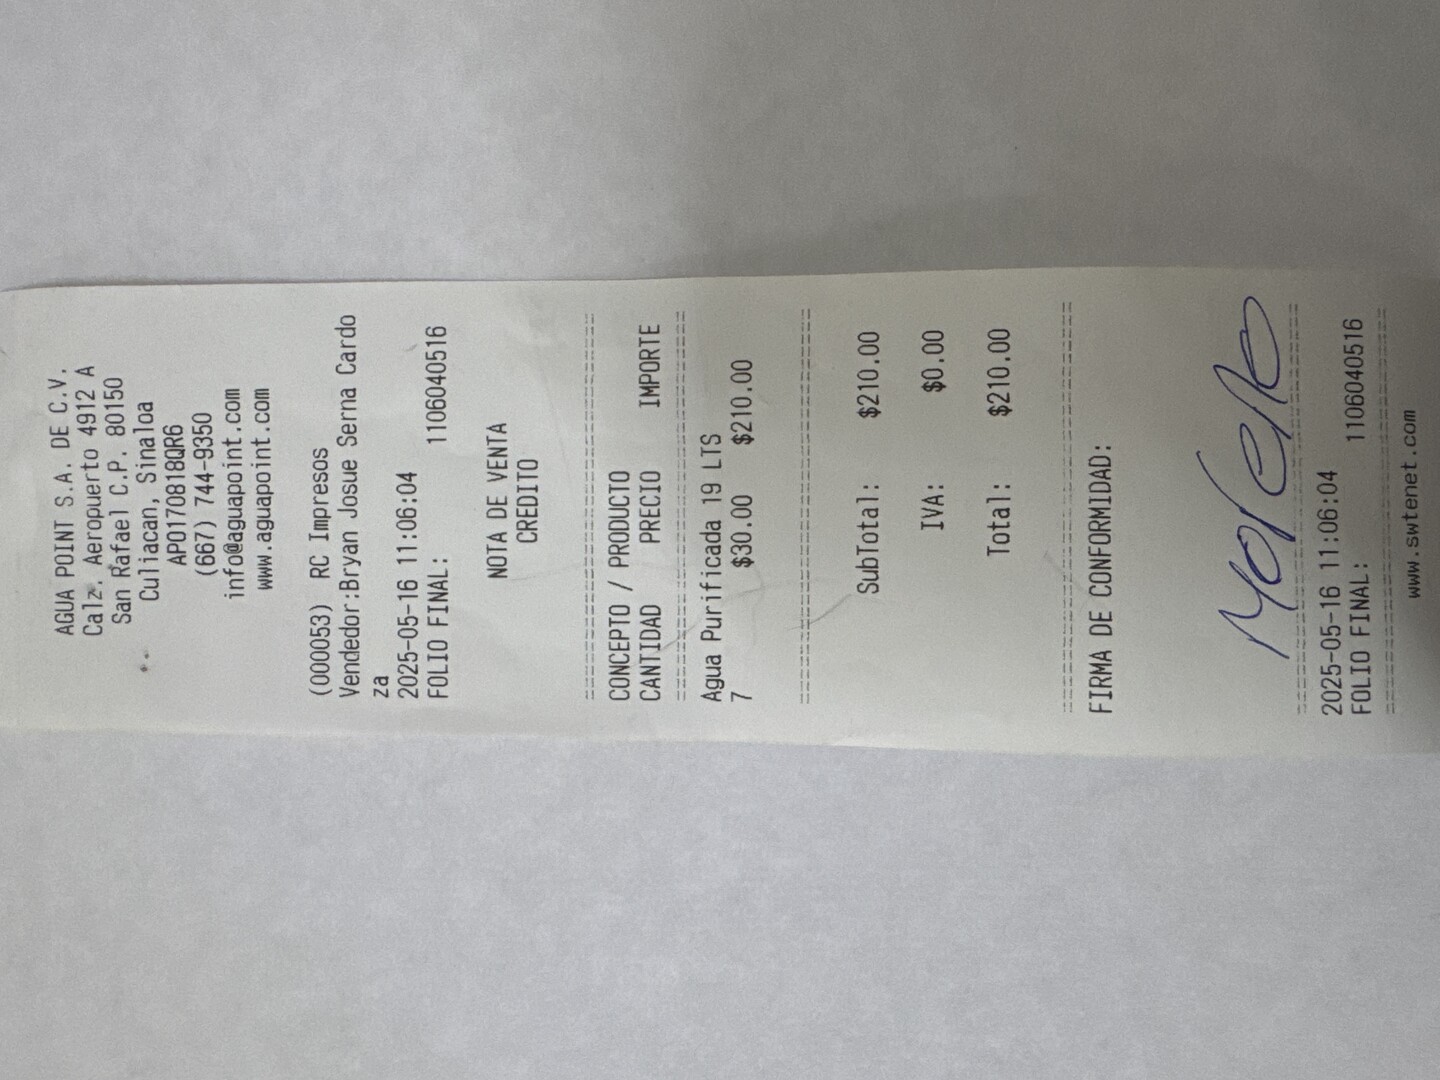 AGUA POINT S.A. DE C.V.
Calz. Aeropuerto 4912 A
San Rafael C.P. 80150
Culiacan, Sinaloa
APO170818QR6
(667) 744-9350
info@aguapoint.com
www.aguapoint.com
(000053) RC Impresos
Vendedor:Bryan Josue Serna Cardo
za
2025-05-16 11:06:04
FOLIO FINAL: 1106040516
NOTA DE VENTA
CREDITO
================================
CONCEPTO / PRODUCTO
CANTIDAD PRECIO IMPORTE
================================
Agua Purificada 19 LTS
7 $30.00 $210.00
================================
SubTotal: $210.00
IVA: $0.00
Total: $210.00
================================
FIRMA DE CONFORMIDAD:
================================
2025-05-16 11:06:04
FOLIO FINAL: 1106040516
================================
www.swtenet.com